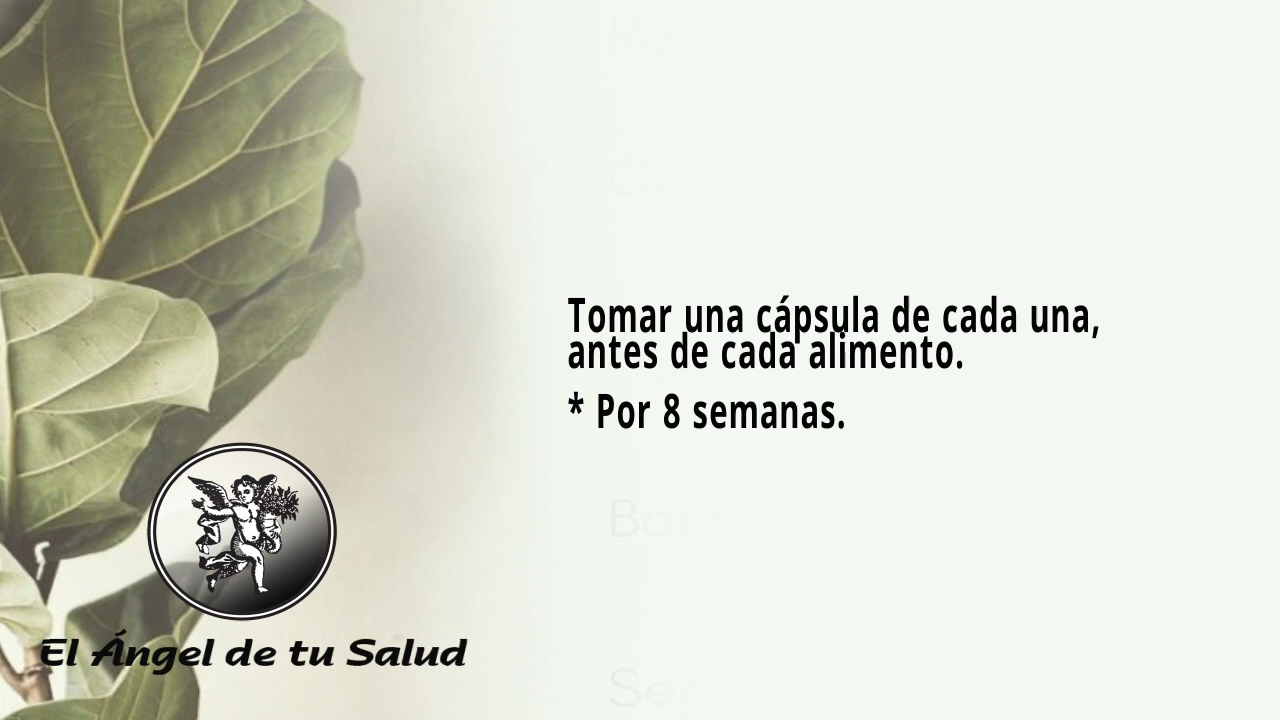 Tomar una cápsula de cada una,
antes de cada alimento.
* Por 8 semanas.
El Ángel de tu Salud